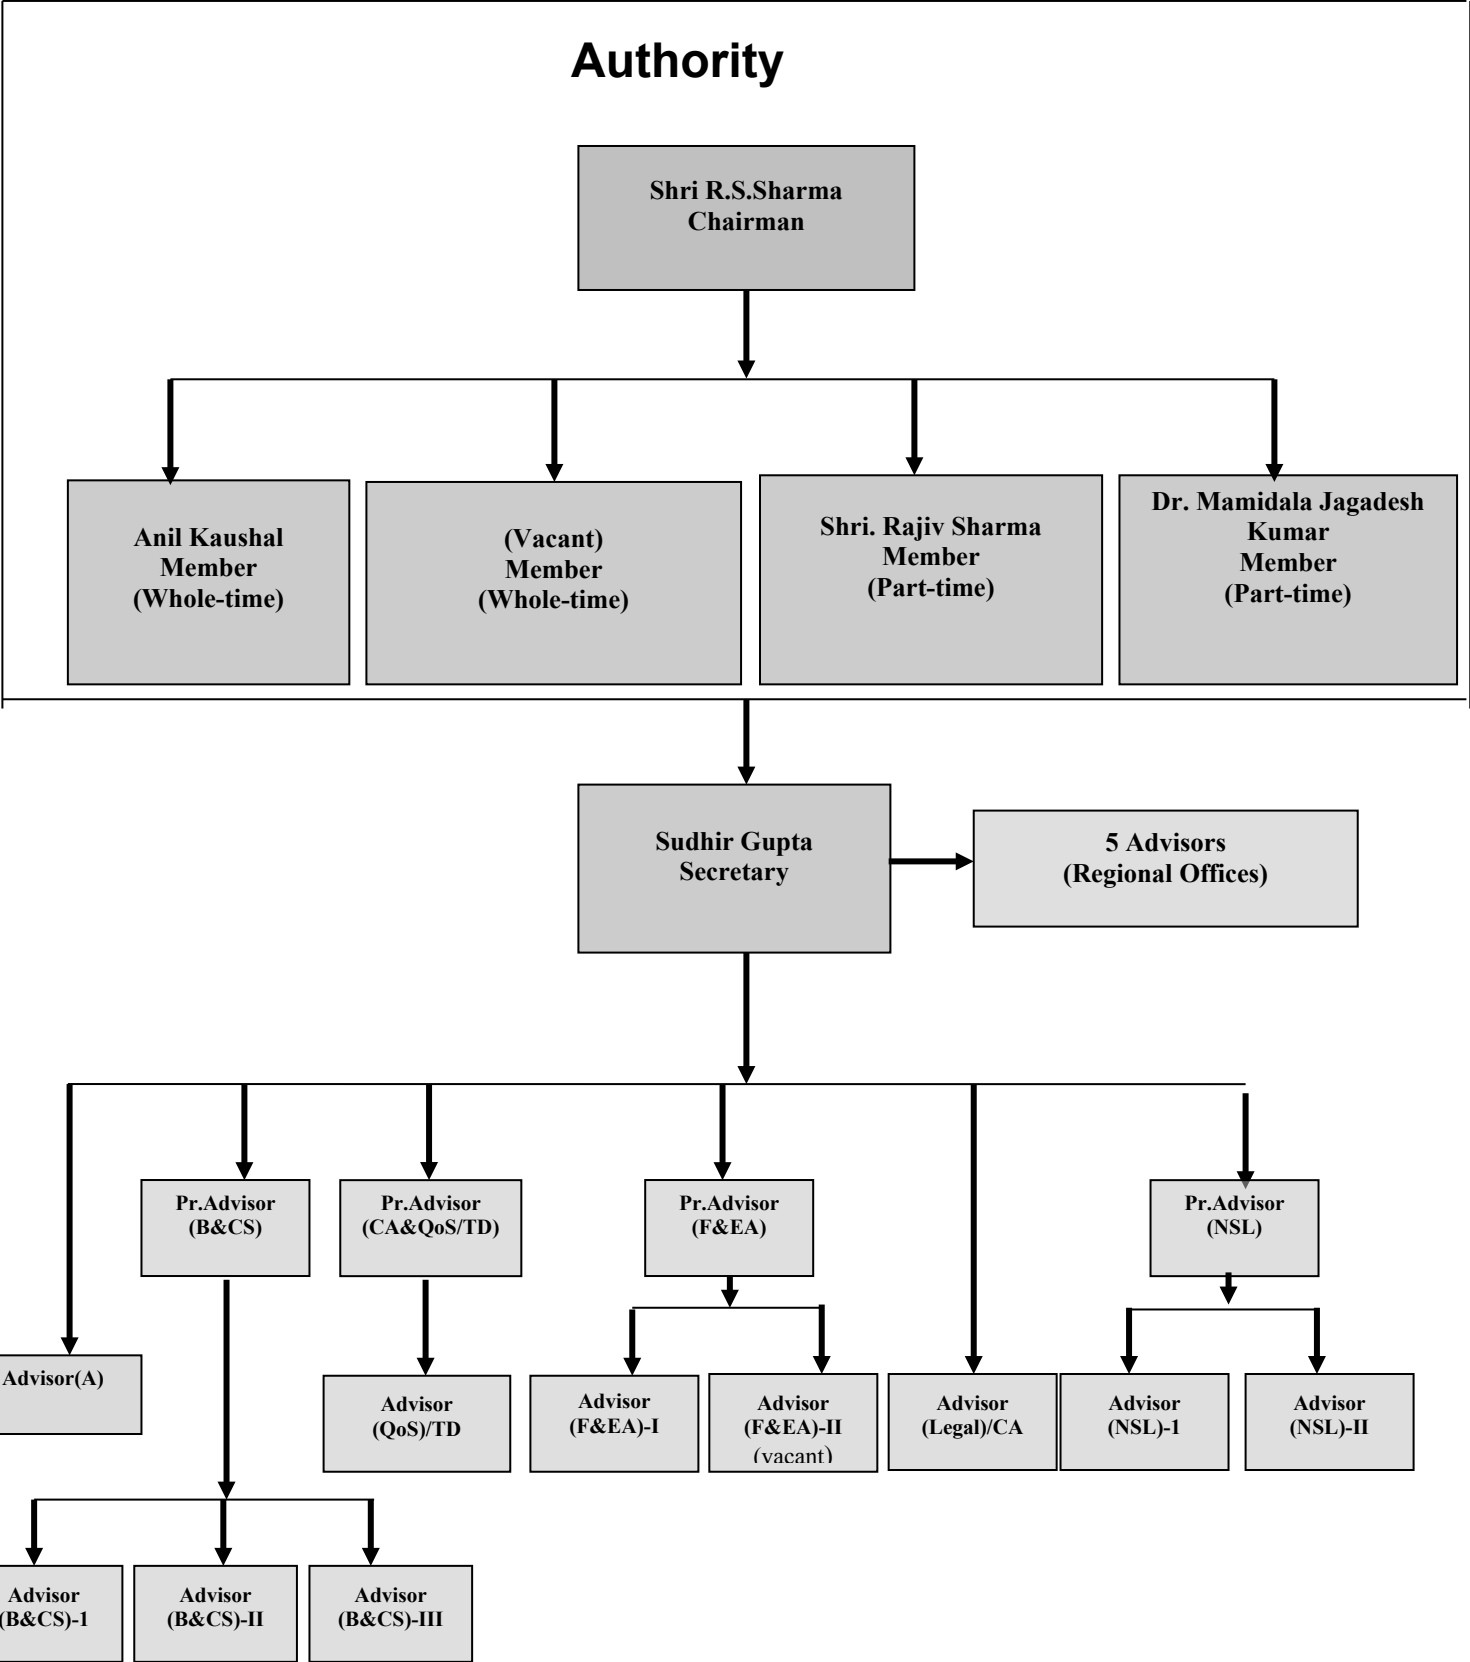 Authority
Shri R.S.Sharma
Chairman
Anil Kaushal
Member
(Whole-time)
(Vacant)
Member
(Whole-time)
Shri. Rajiv Sharma
Member
(Part-time)
Dr. Mamidala Jagadesh
Kumar
Member
(Part-time)
Sudhir Gupta
Secretary
5 Advisors
(Regional Offices)
Pr.Advisor
(B&CS)
Pr.Advisor
(CA&QoS/TD)
Pr.Advisor
(F&EA)
Pr.Advisor
(NSL)
Advisor(A)
Advisor
(QoS)/TD
Advisor
(F&EA)-I
Advisor
(F&EA)-II
(vacant)
Advisor
(Legal)/CA
Advisor
(NSL)-1
Advisor
(NSL)-II
Advisor
(B&CS)-1
Advisor
(B&CS)-II
Advisor
(B&CS)-III